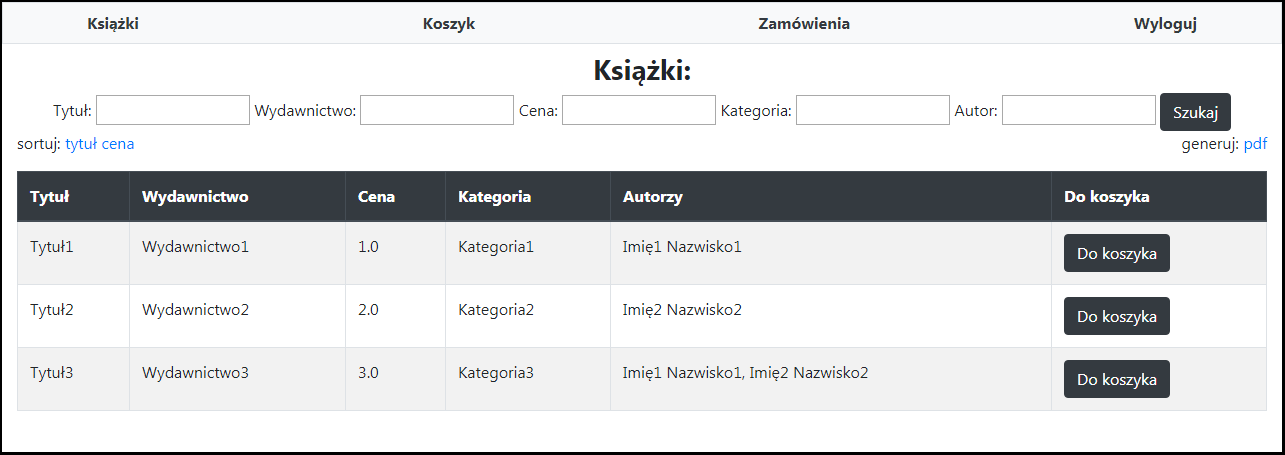 Książki Koszyk Zamówienia Wyloguj
Książki:
Tytuł: Wydawnictwo: Cena: Kategoria: Autor: Szukaj
sortuj: tytuł cena generuj: pdf
Tytuł Wydawnictwo Cena Kategoria Autorzy Do koszyka
Tytuł1 Wydawnictwo1 1.0 Kategoria1 Imię1 Nazwisko1 Do koszyka
Tytuł2 Wydawnictwo2 2.0 Kategoria2 Imię2 Nazwisko2 Do koszyka
Tytuł3 Wydawnictwo3 3.0 Kategoria3 Imię1 Nazwisko1, Imię2 Nazwisko2 Do koszyka